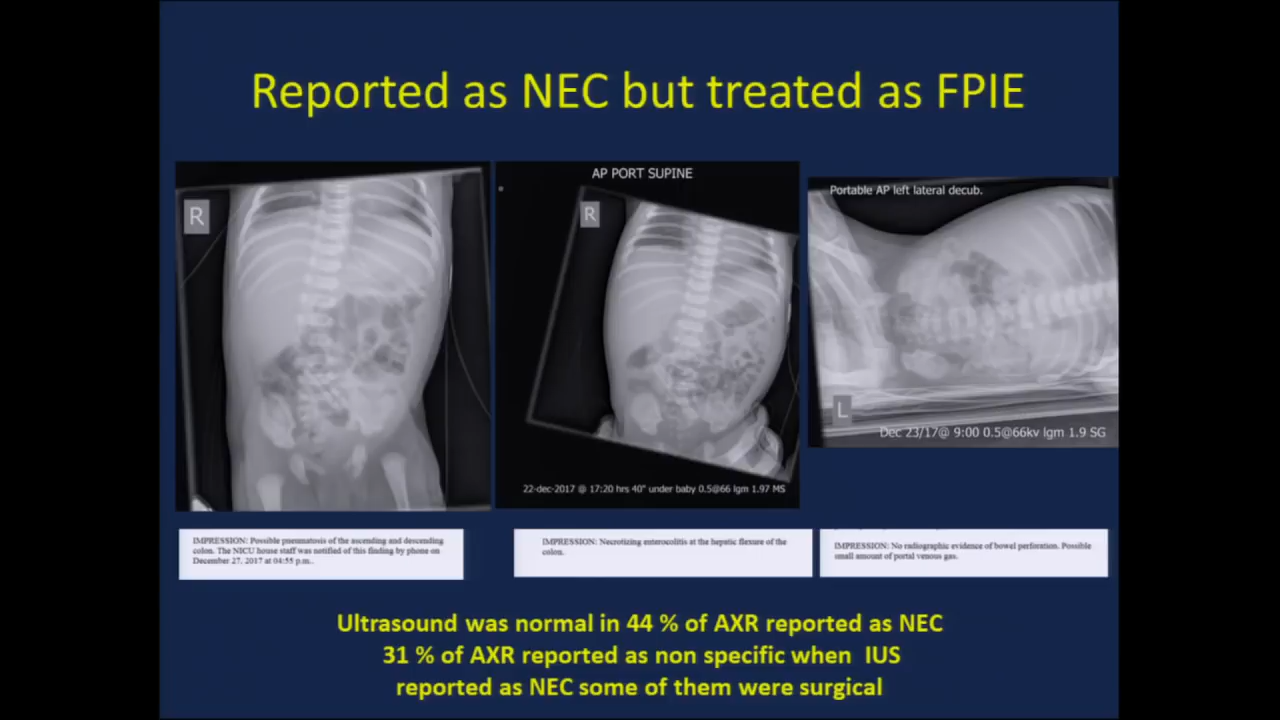 Reported as NEC but treated as FPIE
R
AP PORT SUPINE
R
22-dec-2017 @ 17:20 hrs 40" under baby 0.5@66 lgm 1.97 MS
Portable AP left lateral decub.
L
Dec 23/17@ 9:00 0.5@66kv lgm 1.9 SG
IMPRESSION: Possible pneumatosis of the ascending and descending
colon. The NICU house staff was notified of this finding by phone on
December 27, 2017 at 04:55 p.m..
IMPRESSION: Necrotizing enterocolitis at the hepatic flexure of the
colon.
IMPRESSION: No radiographic evidence of bowel perforation. Possible
small amount of portal venous gas.
Ultrasound was normal in 44 % of AXR reported as NEC
31 % of AXR reported as non specific when IUS
reported as NEC some of them were surgical